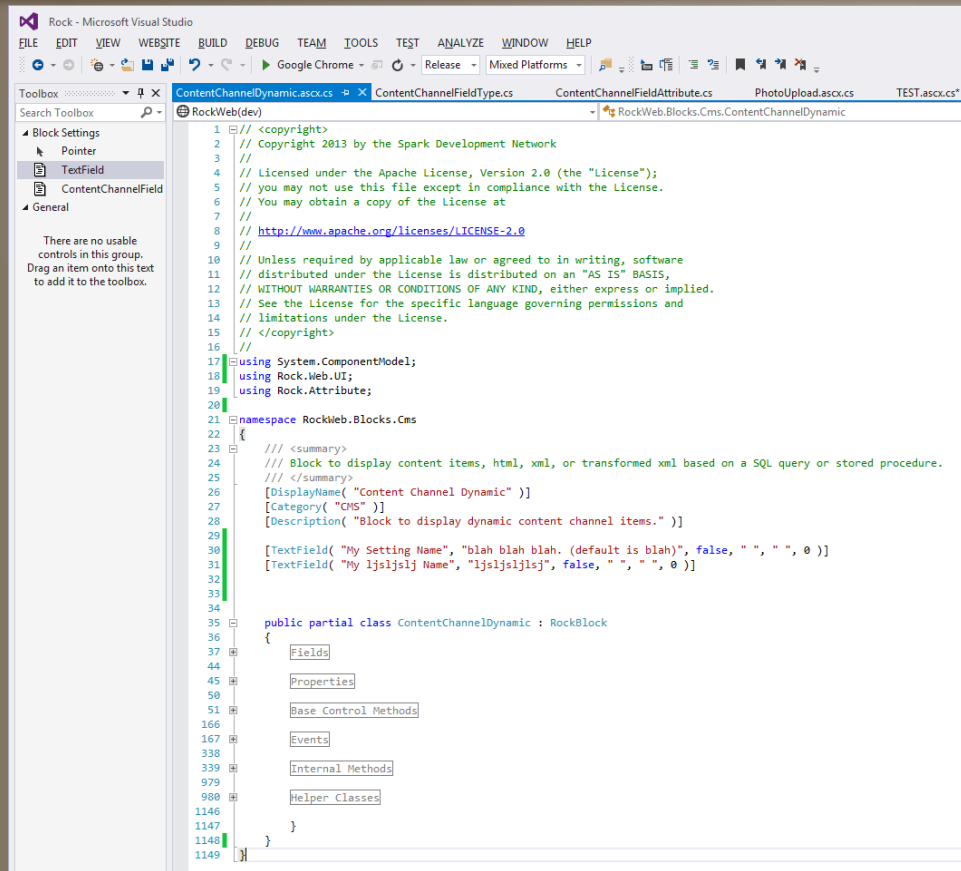 Rock - Microsoft Visual Studio
FILE EDIT VIEW WEBSITE BUILD DEBUG TEAM TOOLS TEST ANALYZE WINDOW HELP
Google Chrome Release Mixed Platforms
Toolbox
Search Toolbox
Block Settings
Pointer
TextField
ContentChannelField
General
There are no usable
controls in this group.
Drag an item onto this text
to add it to the toolbox.
ContentChannelDynamic.ascx.cs ContentChannelFieldType.cs ContentChannelFieldAttribute.cs PhotoUpload.ascx.cs TEST.ascx.cs*
RockWeb(dev) RockWeb.Blocks.Cms.ContentChannelDynamic
1 // <copyright>
2 // Copyright 2013 by the Spark Development Network
3 //
4 // Licensed under the Apache License, Version 2.0 (the "License");
5 // you may not use this file except in compliance with the License.
6 // You may obtain a copy of the License at
7 //
8 // http://www.apache.org/licenses/LICENSE-2.0
9 //
10 // Unless required by applicable law or agreed to in writing, software
11 // distributed under the License is distributed on an "AS IS" BASIS,
12 // WITHOUT WARRANTIES OR CONDITIONS OF ANY KIND, either express or implied.
13 // See the License for the specific language governing permissions and
14 // limitations under the License.
15 // </copyright>
16 //
17 using System.ComponentModel;
18 using Rock.Web.UI;
19 using Rock.Attribute;
20
21 namespace RockWeb.Blocks.Cms
22 {
23 /// <summary>
24 /// Block to display content items, html, xml, or transformed xml based on a SQL query or stored procedure.
25 /// </summary>
26 [DisplayName( "Content Channel Dynamic" )]
27 [Category( "CMS" )]
28 [Description( "Block to display dynamic content channel items." )]
29
30 [TextField( "My Setting Name", "blah blah blah. (default is blah)", false, " ", " ", 0 )]
31 [TextField( "My ljsljslj Name", "ljsljsljlsj", false, " ", " ", 0 )]
32
33
34
35 public partial class ContentChannelDynamic : RockBlock
36 {
37 Fields
44
45 Properties
50
51 Base Control Methods
166
167 Events
338
339 Internal Methods
979
980 Helper Classes
1146
1147 }
1148 }
1149 }